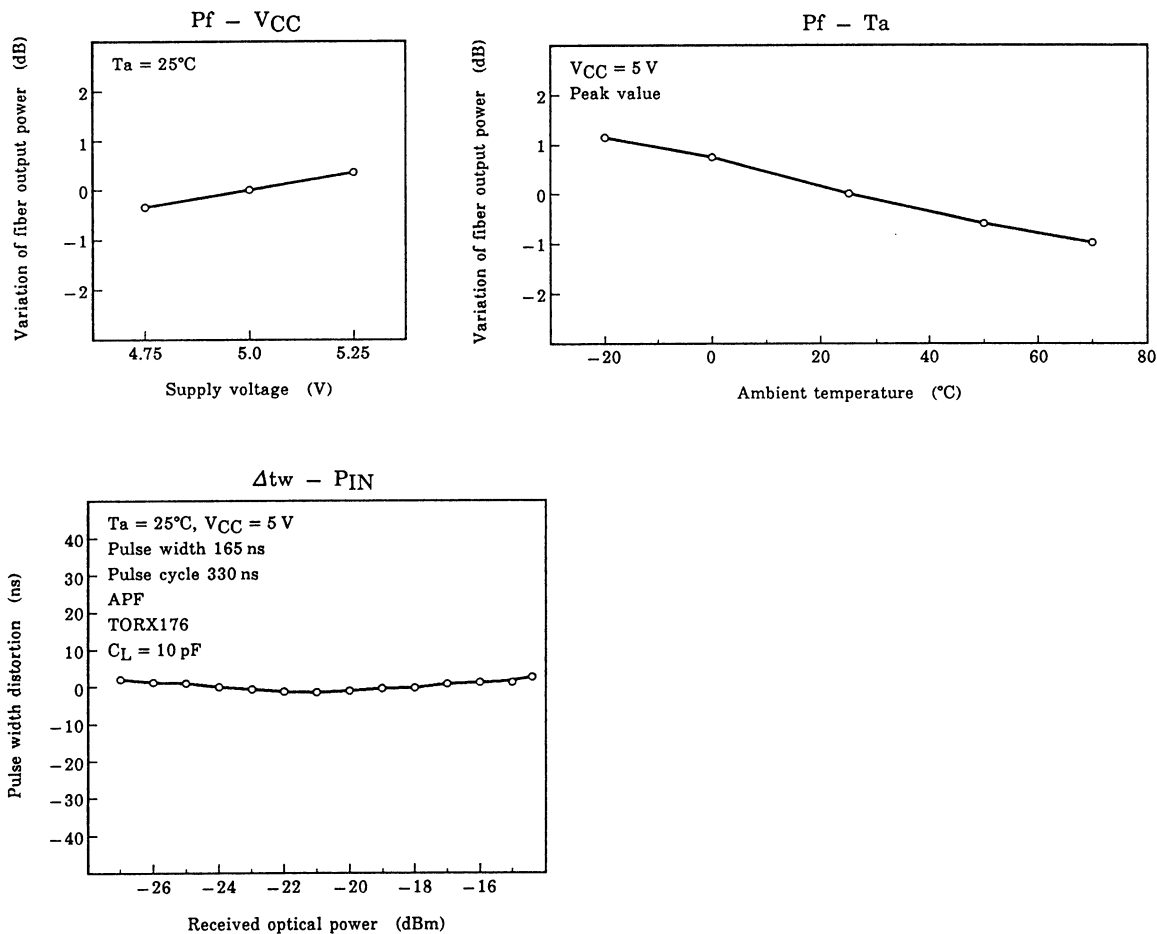 Pf – VCC
Variation of fiber output power (dB)
Ta = 25°C
2
1
0
−1
−2
4.75 5.0 5.25
Supply voltage (V)
Pf – Ta
Variation of fiber output power (dB)
VCC = 5 V
Peak value
2
1
0
−1
−2
−20 0 20 40 60 80
Ambient temperature (°C)
Δtw – PIN
Pulse width distortion (ns)
Ta = 25°C, VCC = 5 V
Pulse width 165 ns
Pulse cycle 330 ns
APF
TORX176
CL = 10 pF
40
30
20
10
0
−10
−20
−30
−40
−26 −24 −22 −20 −18 −16
Received optical power (dBm)